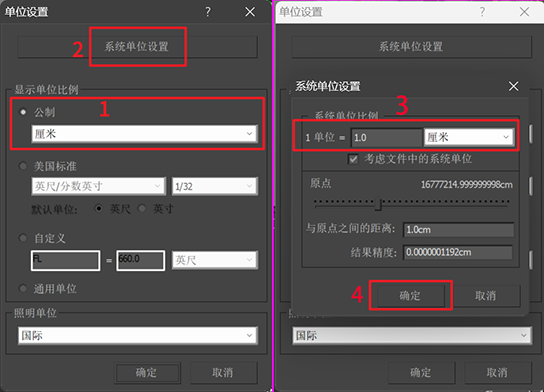 单位设置
?
2
系统单位设置
显示单位比例
1
公制
厘米
美国标准
英尺/分数英寸
1/32
默认单位:
英尺
英寸
自定义
FL
=
660.0
英尺
通用单位
照明单位
国际
确定
取消
单位设置
?
系统单位设置
系统单位设置
系统单位比例
3
1 单位 =
1.0
厘米
考虑文件中的系统单位
原点
16777214.999999998cm
与原点之间的距离:
1.0cm
结果精度:
0.0000001192cm
4
确定
取消
国际
确定
取消